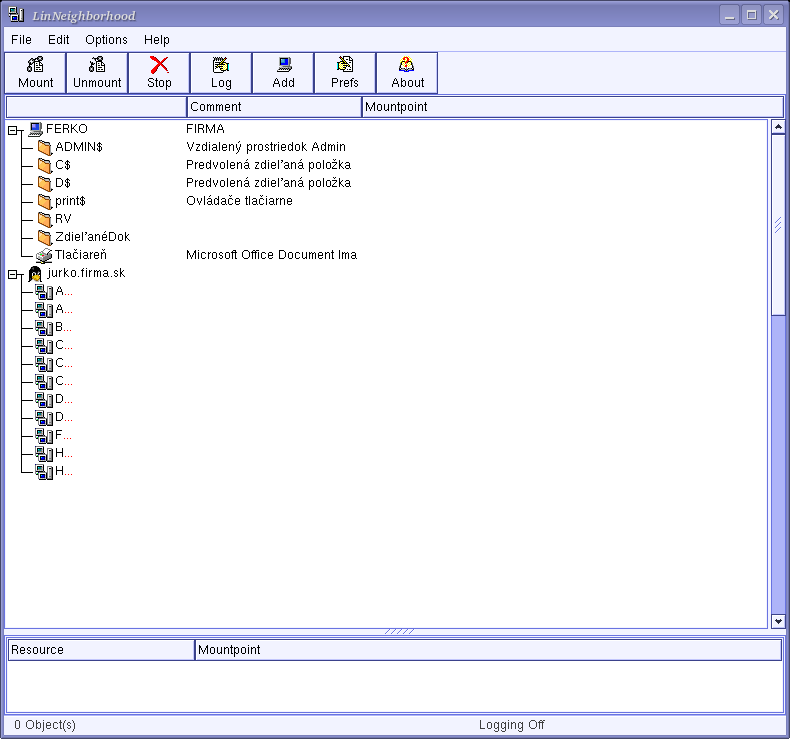 LinNeighborhood
File Edit Options Help
Mount Unmount Stop Log Add Prefs About
Comment Mountpoint
FERKO FIRMA
ADMIN$ Vzdialený prostriedok Admin
C$ Predvolená zdieľaná položka
D$ Predvolená zdieľaná položka
print$ Ovládače tlačiarne
RV
ZdieľanéDok
Tlačiareň Microsoft Office Document Ima
jurko.firma.sk
A...
A...
B...
C...
C...
C...
D...
D...
F...
H...
H...
Resource Mountpoint
0 Object(s) Logging Off